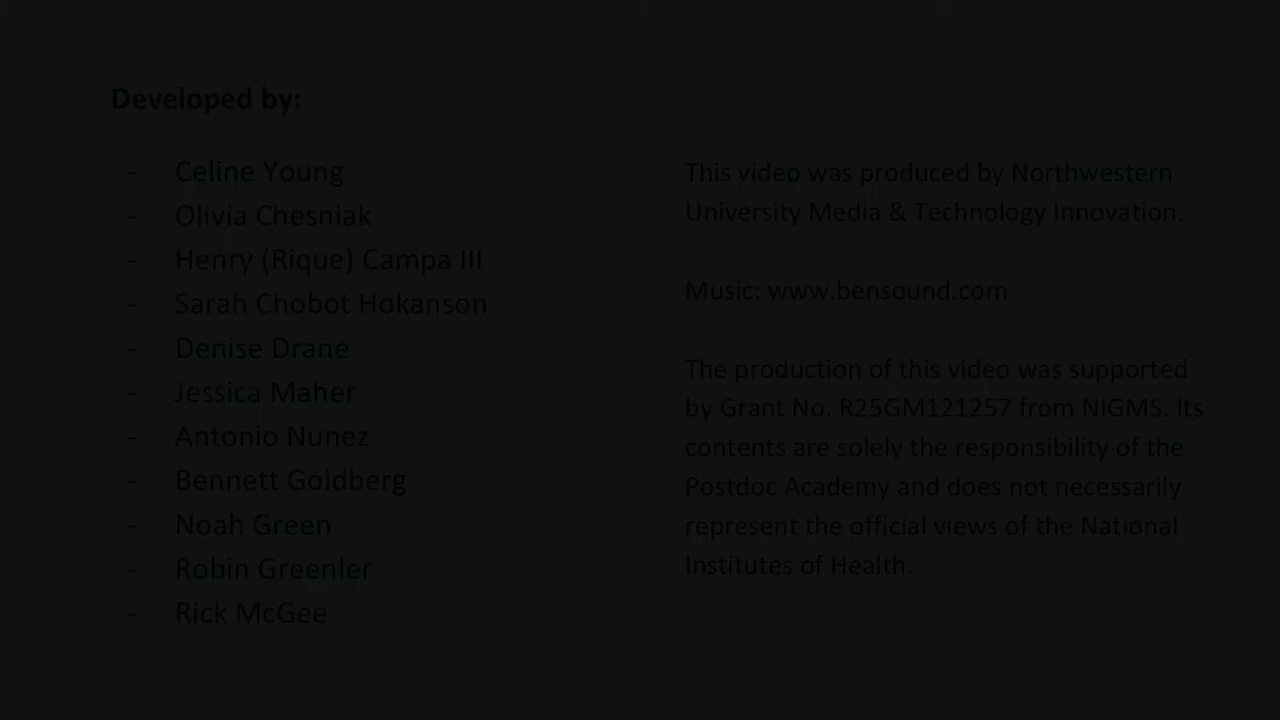 Developed by:
- Celine Young
- Olivia Chesniak
- Henry (Rique) Campa III
- Sarah Chobot Hokanson
- Denise Drane
- Jessica Maher
- Antonio Nunez
- Bennett Goldberg
- Noah Green
- Robin Greenler
- Rick McGee
This video was produced by Northwestern
University Media & Technology Innovation.
Music: www.bensound.com
The production of this video was supported
by Grant No. R25GM121257 from NIGMS. Its
contents are solely the responsibility of the
Postdoc Academy and does not necessarily
represent the official views of the National
Institutes of Health.